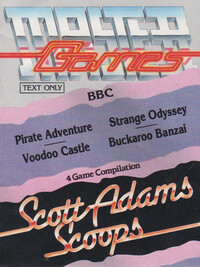 MASTER
Games
TEXT ONLY
BBC
Pirate Adventure
Strange Odyssey
Voodoo Castle
Buckaroo Banzai
4 Game Compilation
Scott Adams
Scoops